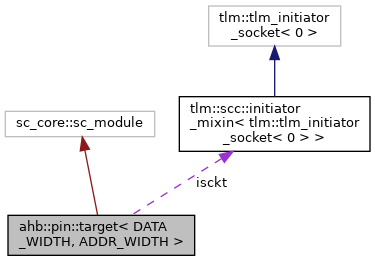 tlm::tlm_initiator
_socket< 0 >
sc_core::sc_module
tlm::scc::initiator
_mixin< tlm::tlm_initiator
_socket< 0 > >
isckt
ahb::pin::target< DATA
_WIDTH, ADDR_WIDTH >